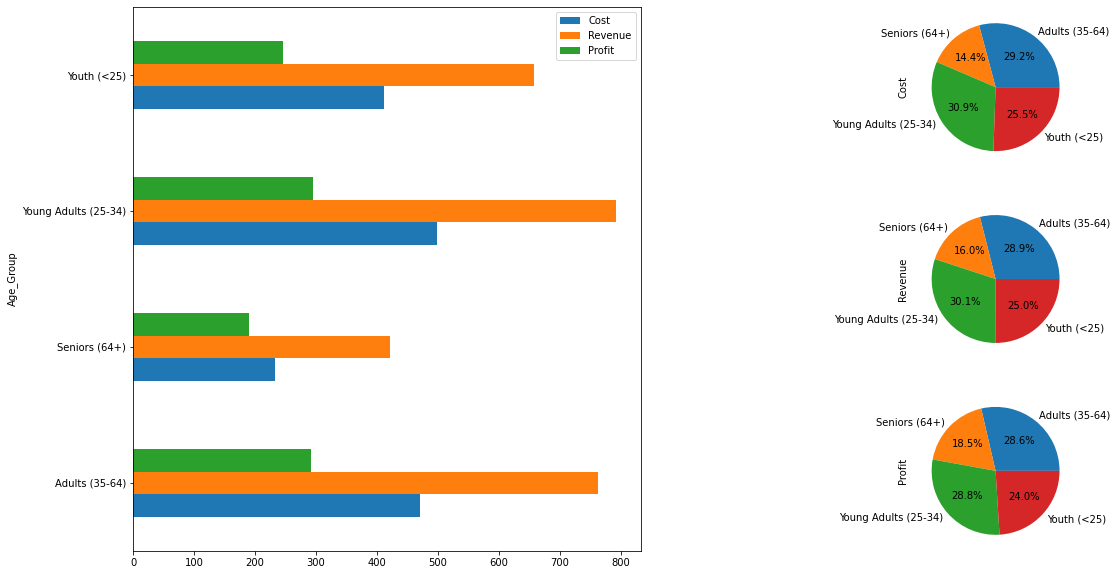 Cost
Revenue
Profit
Youth (<25)
Young Adults (25-34)
Seniors (64+)
Adults (35-64)
Age_Group
0 100 200 300 400 500 600 700 800
Seniors (64+) Adults (35-64)
14.4% 29.2%
Cost
30.9% 25.5%
Young Adults (25-34) Youth (<25)
Seniors (64+) Adults (35-64)
16.0% 28.9%
Revenue
30.1% 25.0%
Young Adults (25-34) Youth (<25)
Seniors (64+) Adults (35-64)
18.5% 28.6%
Profit
28.8% 24.0%
Young Adults (25-34) Youth (<25)